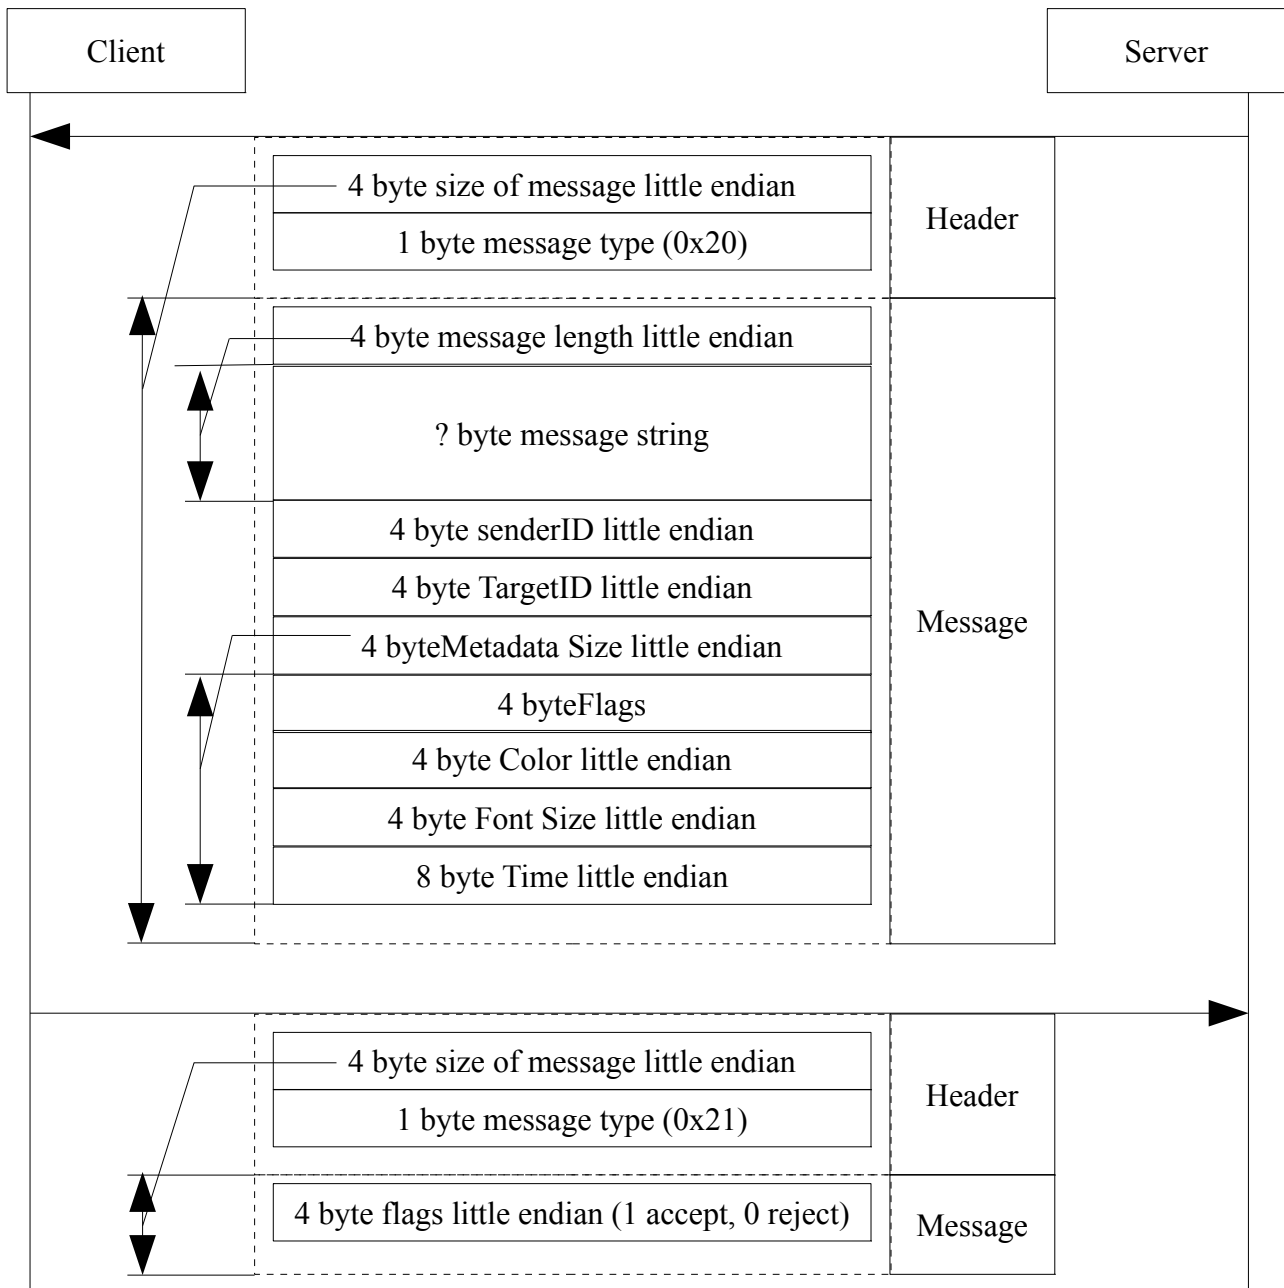 Client
Server
4 byte size of message little endian
1 byte message type (0x20)
Header
4 byte message length little endian
? byte message string
4 byte senderID little endian
4 byte TargetID little endian
4 byteMetadata Size little endian
4 byteFlags
4 byte Color little endian
4 byte Font Size little endian
8 byte Time little endian
Message
4 byte size of message little endian
1 byte message type (0x21)
Header
4 byte flags little endian (1 accept, 0 reject)
Message